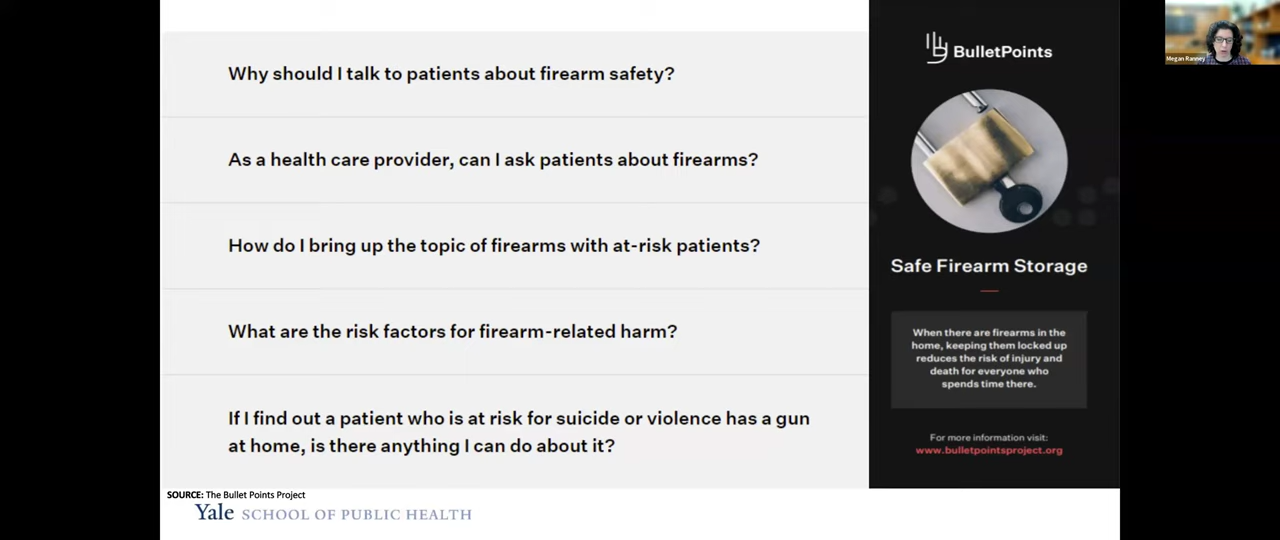 Why should I talk to patients about firearm safety?
As a health care provider, can I ask patients about firearms?
How do I bring up the topic of firearms with at-risk patients?
What are the risk factors for firearm-related harm?
If I find out a patient who is at risk for suicide or violence has a gun
at home, is there anything I can do about it?
SOURCE: The Bullet Points Project
Yale SCHOOL OF PUBLIC HEALTH
BulletPoints
Safe Firearm Storage
When there are firearms in the
home, keeping them locked up
reduces the risk of injury and
death for everyone who
spends time there.
For more information visit:
www.bulletpointsproject.org
Megan Ranney